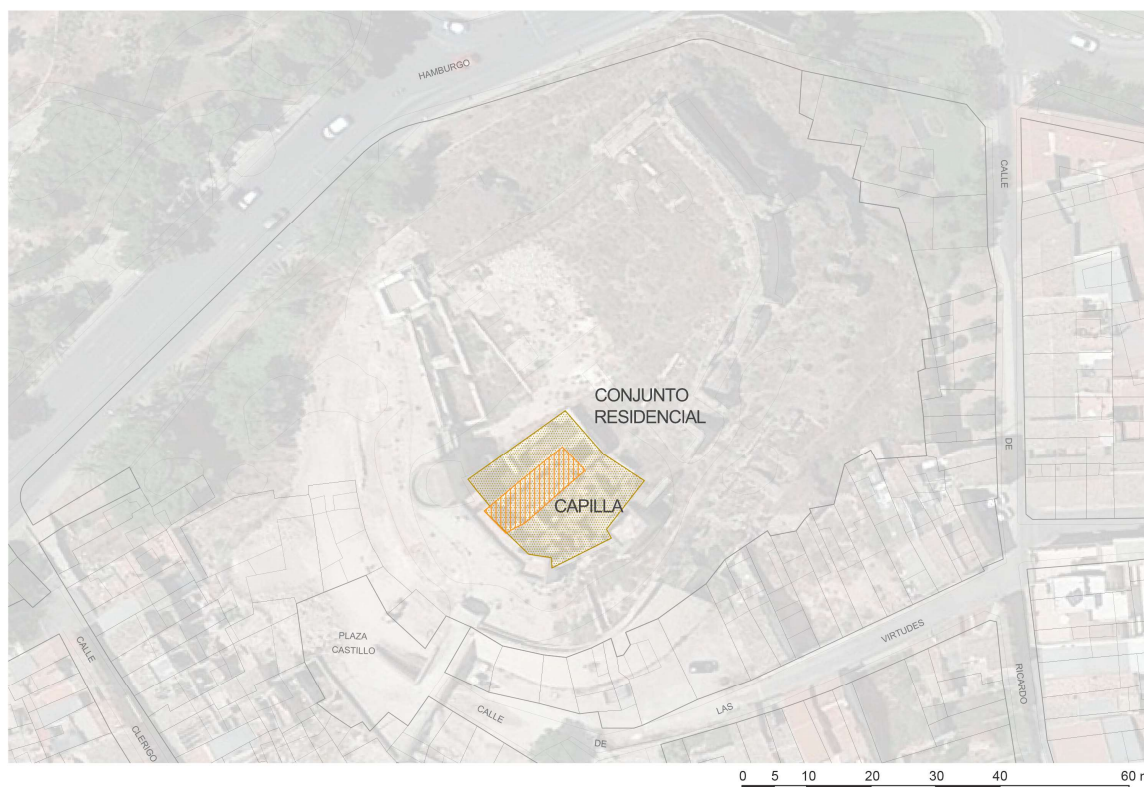 HAMBURGO
CALLE
DE
RICARDO
CONJUNTO
RESIDENCIAL
CAPILLA
PLAZA
CASTILLO
CALLE
CLERIGO
CALLE
DE
LAS
VIRTUDES
0 5 10 20 30 40 60 m